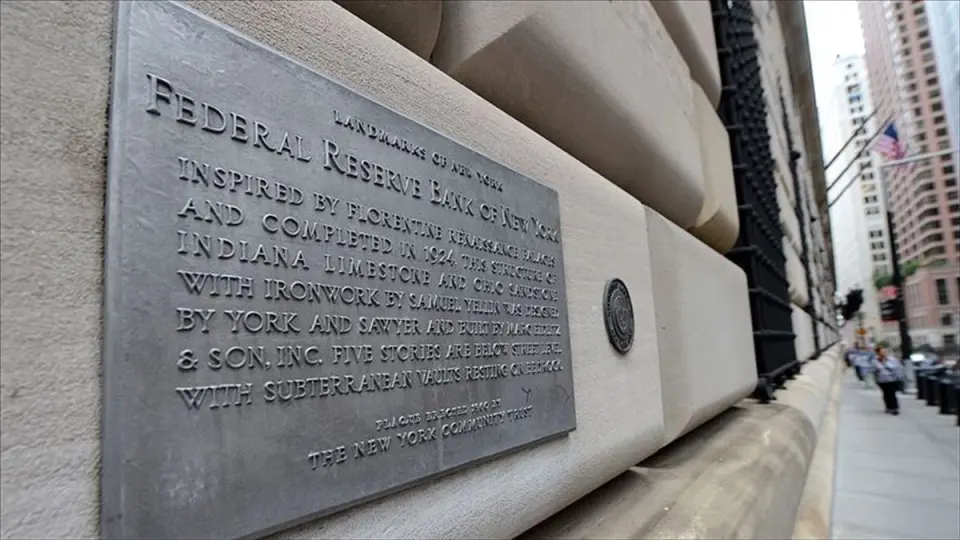 LANDMARKS OF NEW YORK
FEDERAL RESERVE BANK OF NEW YORK
INSPIRED BY FLORENTINE RENAISSANCE PALACES
AND COMPLETED IN 1924, THIS STRUCTURE OF
INDIANA LIMESTONE AND OHIO SANDSTONE
WITH IRONWORK BY SAMUEL YELLIN WAS DESIGNED
BY YORK AND SAWYER AND BUILT BY MARC EIDLITZ
& SON, INC. FIVE STORIES ARE BELOW STREET LEVEL
WITH SUBTERRANEAN VAULTS RESTING ON BEDROCK.
PLAQUE ERECTED BY
THE NEW YORK COMMUNITY TRUST